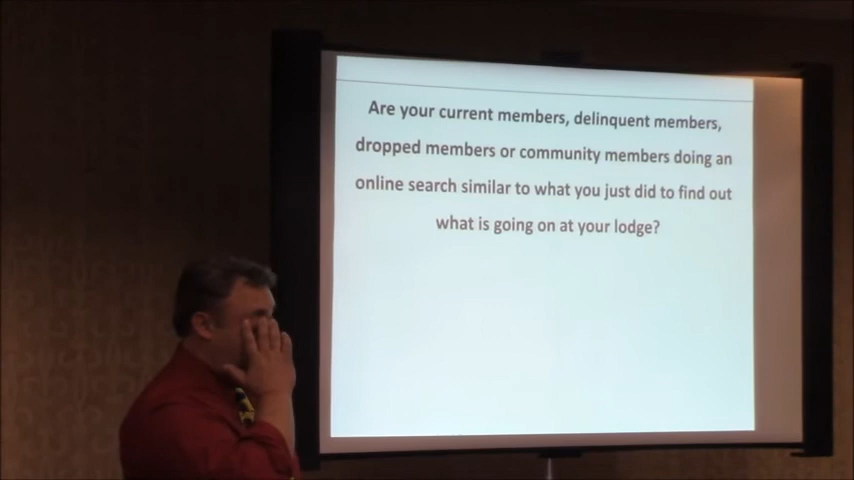 Are your current members, delinquent members,
dropped members or community members doing an
online search similar to what you just did to find out
what is going on at your lodge?